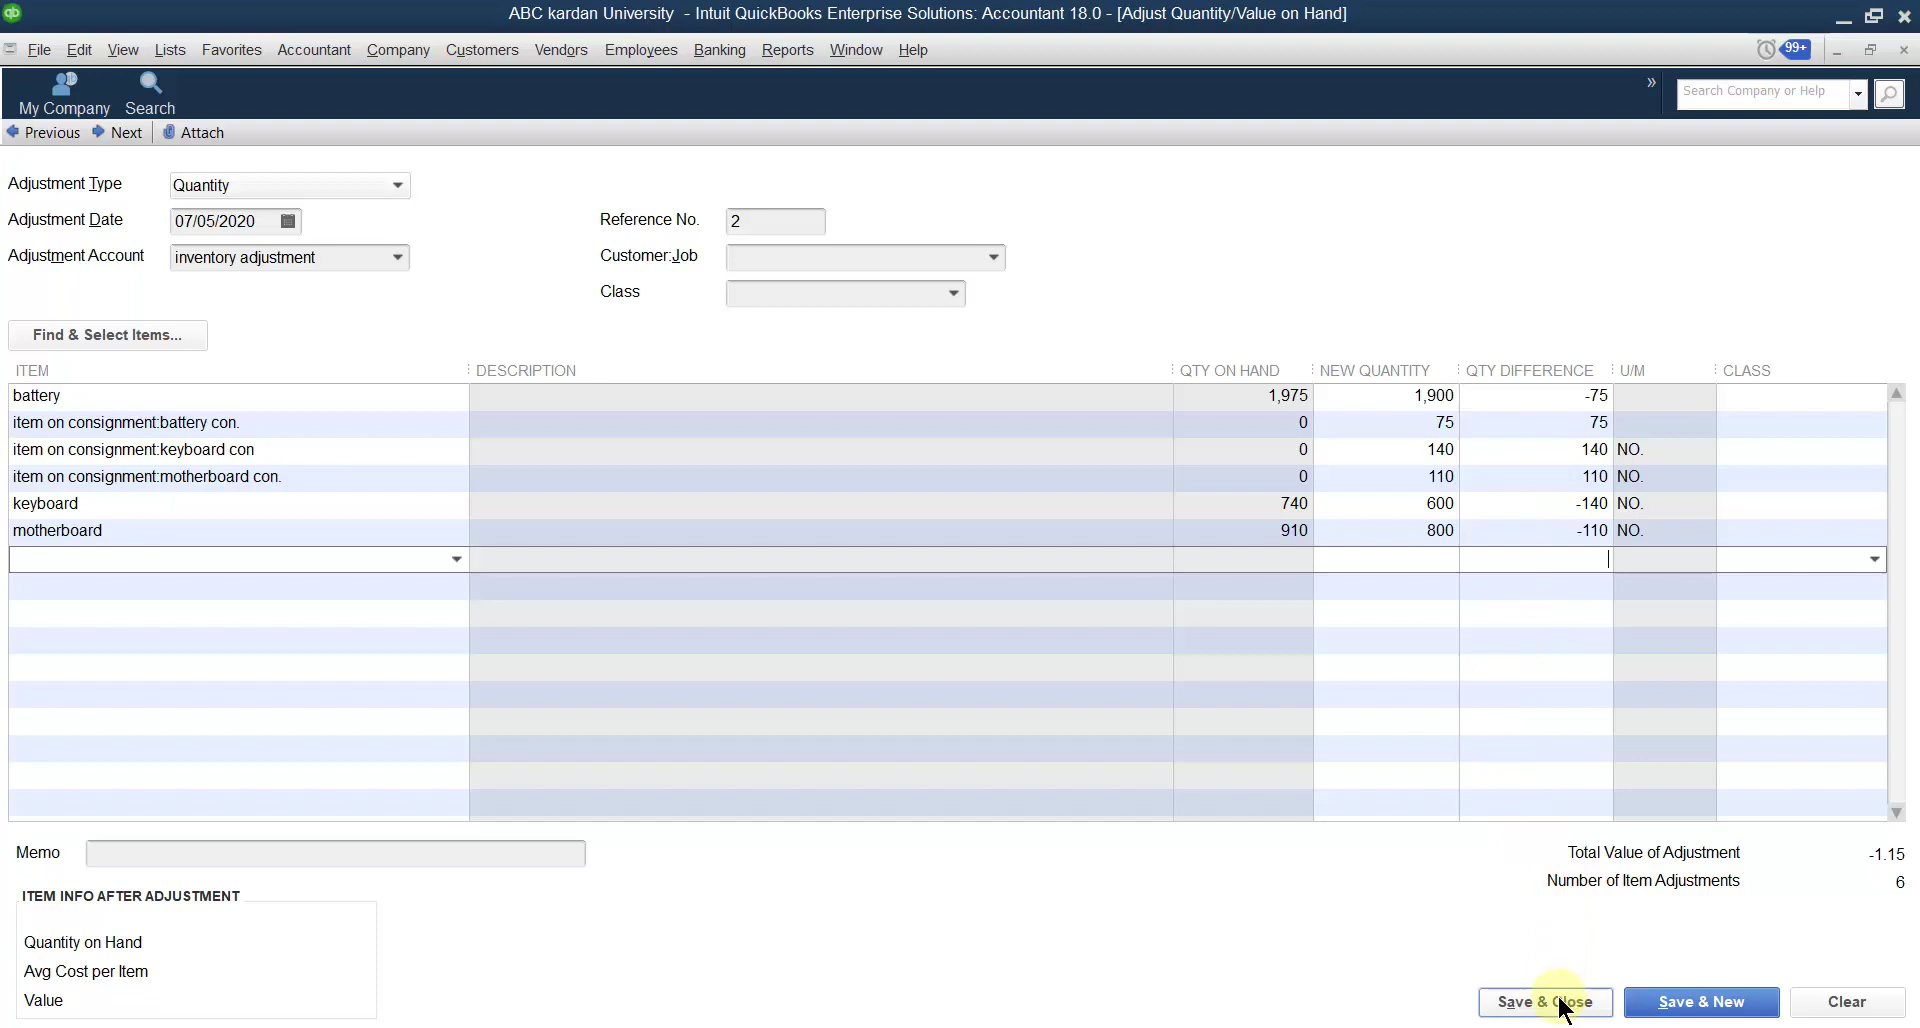 ABC kardan University - Intuit QuickBooks Enterprise Solutions: Accountant 18.0 - [Adjust Quantity/Value on Hand]
File Edit View Lists Favorites Accountant Company Customers Vendors Employees Banking Reports Window Help 99+
My Company Search » Search Company or Help
Previous Next Attach
Adjustment Type Quantity
Adjustment Date 07/05/2020 Reference No. 2
Adjustment Account inventory adjustment Customer:Job
Class
Find & Select Items...
ITEM DESCRIPTION QTY ON HAND NEW QUANTITY QTY DIFFERENCE U/M CLASS
battery 1,975 1,900 -75
item on consignment:battery con. 0 75 75
item on consignment:keyboard con 0 140 140 NO.
item on consignment:motherboard con. 0 110 110 NO.
keyboard 740 600 -140 NO.
motherboard 910 800 -110 NO.
Memo Total Value of Adjustment -1.15
Number of Item Adjustments 6
ITEM INFO AFTER ADJUSTMENT
Quantity on Hand
Avg Cost per Item
Value
Save & Close Save & New Clear